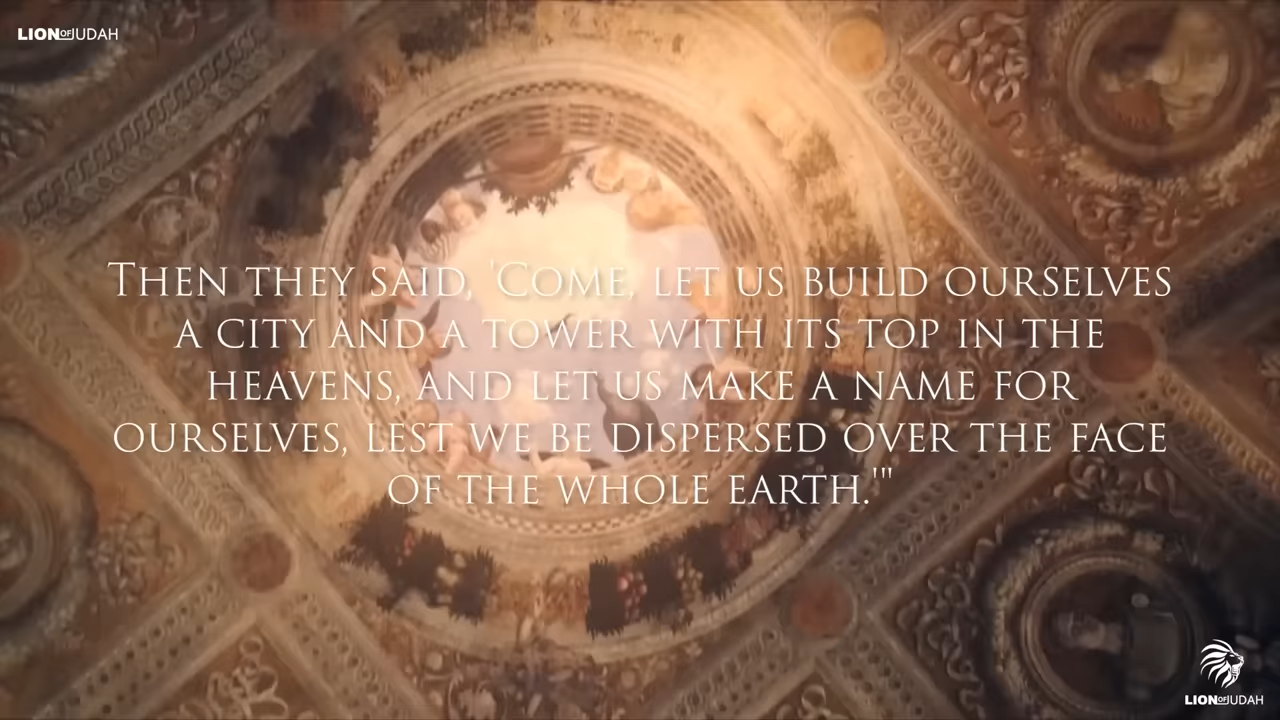 LION OF JUDAH
THEN THEY SAID, 'COME, LET US BUILD OURSELVES
A CITY AND A TOWER WITH ITS TOP IN THE
HEAVENS, AND LET US MAKE A NAME FOR
OURSELVES, LEST WE BE DISPERSED OVER THE FACE
OF THE WHOLE EARTH.'"
LION OF JUDAH